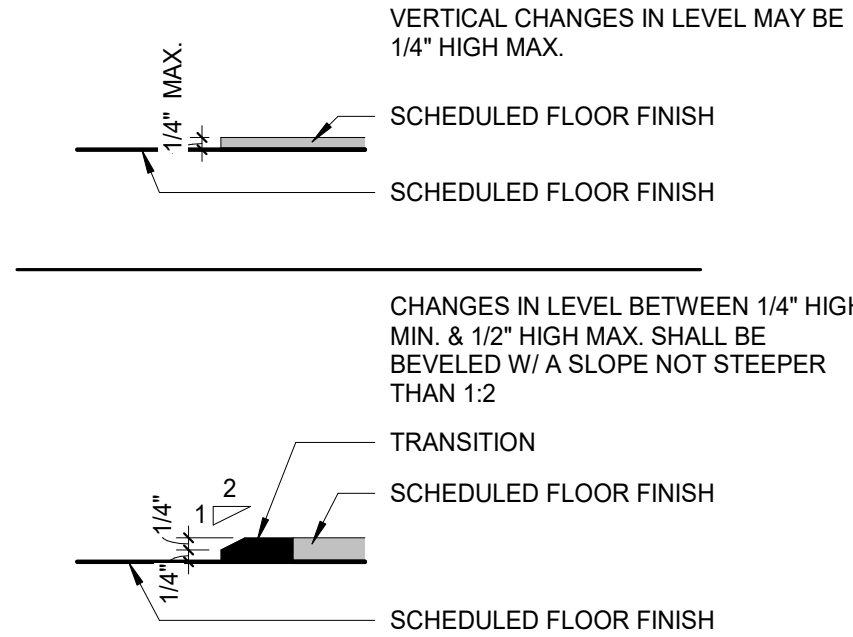 VERTICAL CHANGES IN LEVEL MAY BE
1/4" HIGH MAX.
1/4" MAX.
SCHEDULED FLOOR FINISH
SCHEDULED FLOOR FINISH
CHANGES IN LEVEL BETWEEN 1/4" HIGH
MIN. & 1/2" HIGH MAX. SHALL BE
BEVELED W/ A SLOPE NOT STEEPER
THAN 1:2
TRANSITION
2
1
SCHEDULED FLOOR FINISH
1/4"
1/4"
SCHEDULED FLOOR FINISH